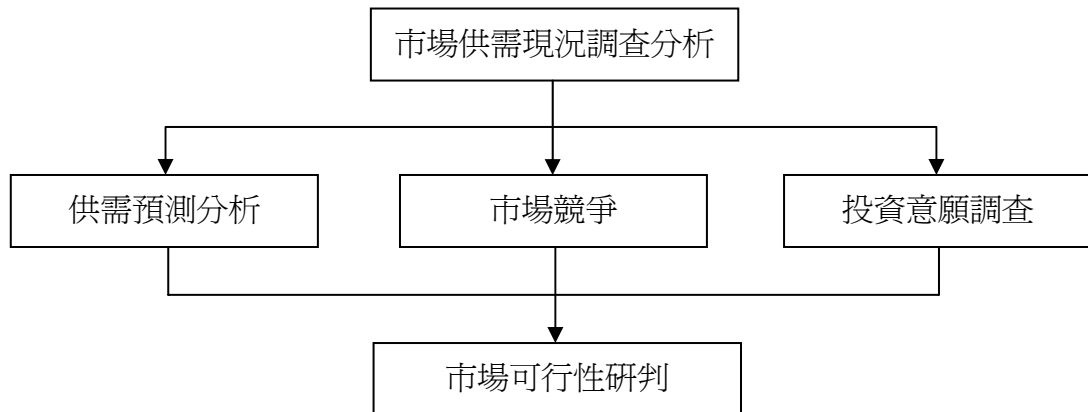 市場供需現況調查分析
供需預測分析
市場競爭
投資意願調查
市場可行性研判